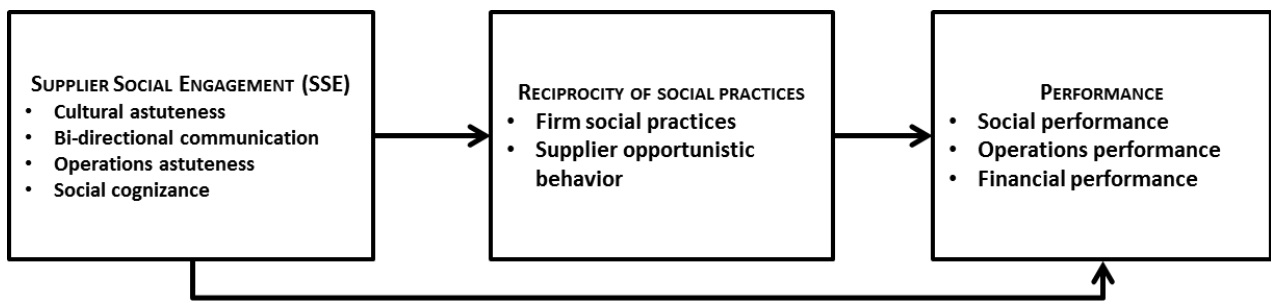 SUPPLIER SOCIAL ENGAGEMENT (SSE)
• Cultural astuteness
• Bi-directional communication
• Operations astuteness
• Social cognizance
RECIPROCITY OF SOCIAL PRACTICES
• Firm social practices
• Supplier opportunistic
behavior
PERFORMANCE
• Social performance
• Operations performance
• Financial performance